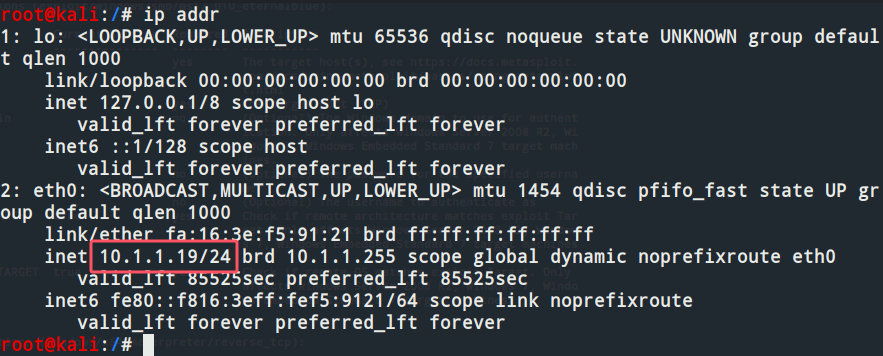 root@kali:/# ip addr
1: lo: <LOOPBACK,UP,LOWER_UP> mtu 65536 qdisc noqueue state UNKNOWN group defaul
t qlen 1000
    link/loopback 00:00:00:00:00:00 brd 00:00:00:00:00:00
    inet 127.0.0.1/8 scope host lo
       valid_lft forever preferred_lft forever
    inet6 ::1/128 scope host
       valid_lft forever preferred_lft forever
2: eth0: <BROADCAST,MULTICAST,UP,LOWER_UP> mtu 1454 qdisc pfifo_fast state UP gr
oup default qlen 1000
    link/ether fa:16:3e:f5:91:21 brd ff:ff:ff:ff:ff:ff
    inet 10.1.1.19/24 brd 10.1.1.255 scope global dynamic noprefixroute eth0
       valid_lft 85525sec preferred_lft 85525sec
    inet6 fe80::f816:3eff:fef5:9121/64 scope link noprefixroute
       valid_lft forever preferred_lft forever
root@kali:/#